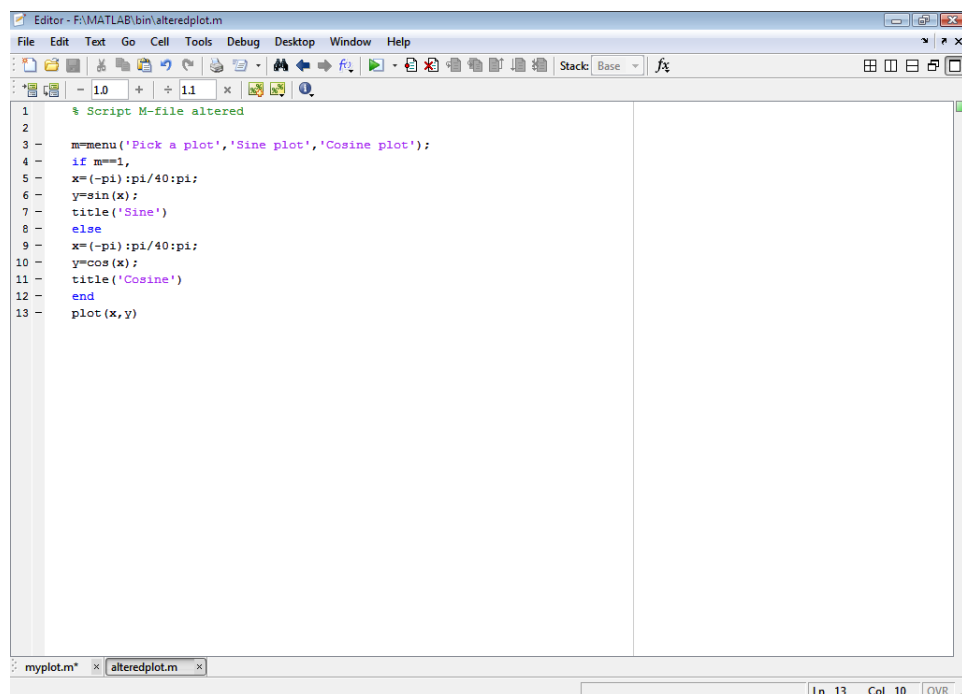 Editor - F:\MATLAB\bin\alteredplot.m
File Edit Text Go Cell Tools Debug Desktop Window Help
Stack: Base fx
- 1.0 + ÷ 1.1 ×
1 % Script M-file altered
2
3 - m=menu('Pick a plot','Sine plot','Cosine plot');
4 - if m==1,
5 - x=(-pi):pi/40:pi;
6 - y=sin(x);
7 - title('Sine')
8 - else
9 - x=(-pi):pi/40:pi;
10 - y=cos(x);
11 - title('Cosine')
12 - end
13 - plot(x,y)
myplot.m* × alteredplot.m ×
Ln 13 Col 10 OVR